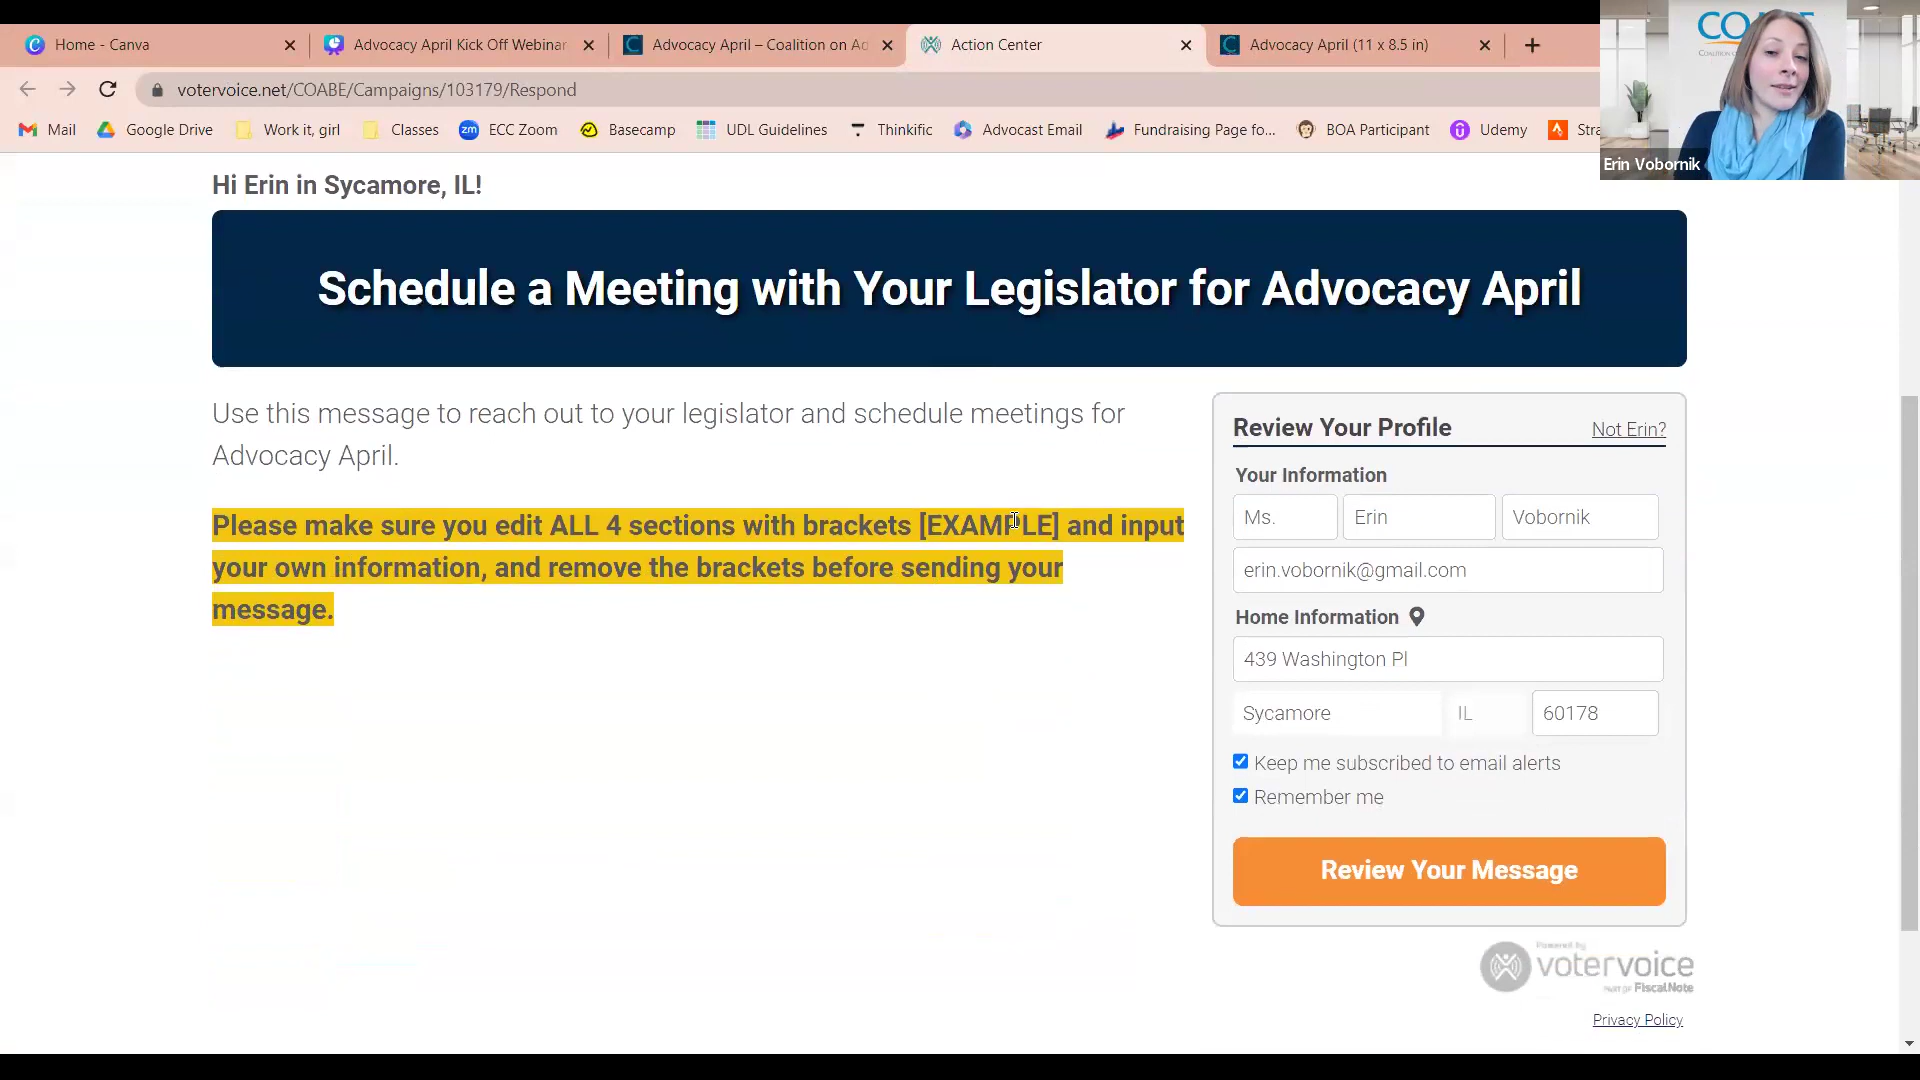 Home - Canva
Advocacy April Kick Off Webinar
Advocacy April – Coalition on Ad
Action Center
Advocacy April (11 x 8.5 in)
votervoice.net/COABE/Campaigns/103179/Respond
Mail
Google Drive
Work it, girl
Classes
ECC Zoom
Basecamp
UDL Guidelines
Thinkific
Advocast Email
Fundraising Page fo...
BOA Participant
Udemy
Stra
Erin Vobornik
Hi Erin in Sycamore, IL!
Schedule a Meeting with Your Legislator for Advocacy April
Use this message to reach out to your legislator and schedule meetings for
Advocacy April.
Please make sure you edit ALL 4 sections with brackets [EXAMPLE] and input
your own information, and remove the brackets before sending your
message.
Review Your Profile
Not Erin?
Your Information
Ms.
Erin
Vobornik
erin.vobornik@gmail.com
Home Information
439 Washington Pl
Sycamore
IL
60178
Keep me subscribed to email alerts
Remember me
Review Your Message
Powered by
votervoice
PART OF FiscalNote
Privacy Policy